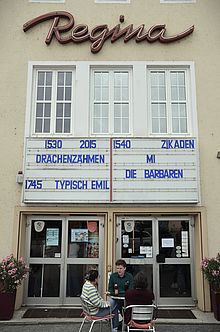 Regina
1530 2015
DRACHENZÄHMEN
1745 TYPISCH EMIL
1540 ZIKADEN
MI
DIE BARBAREN